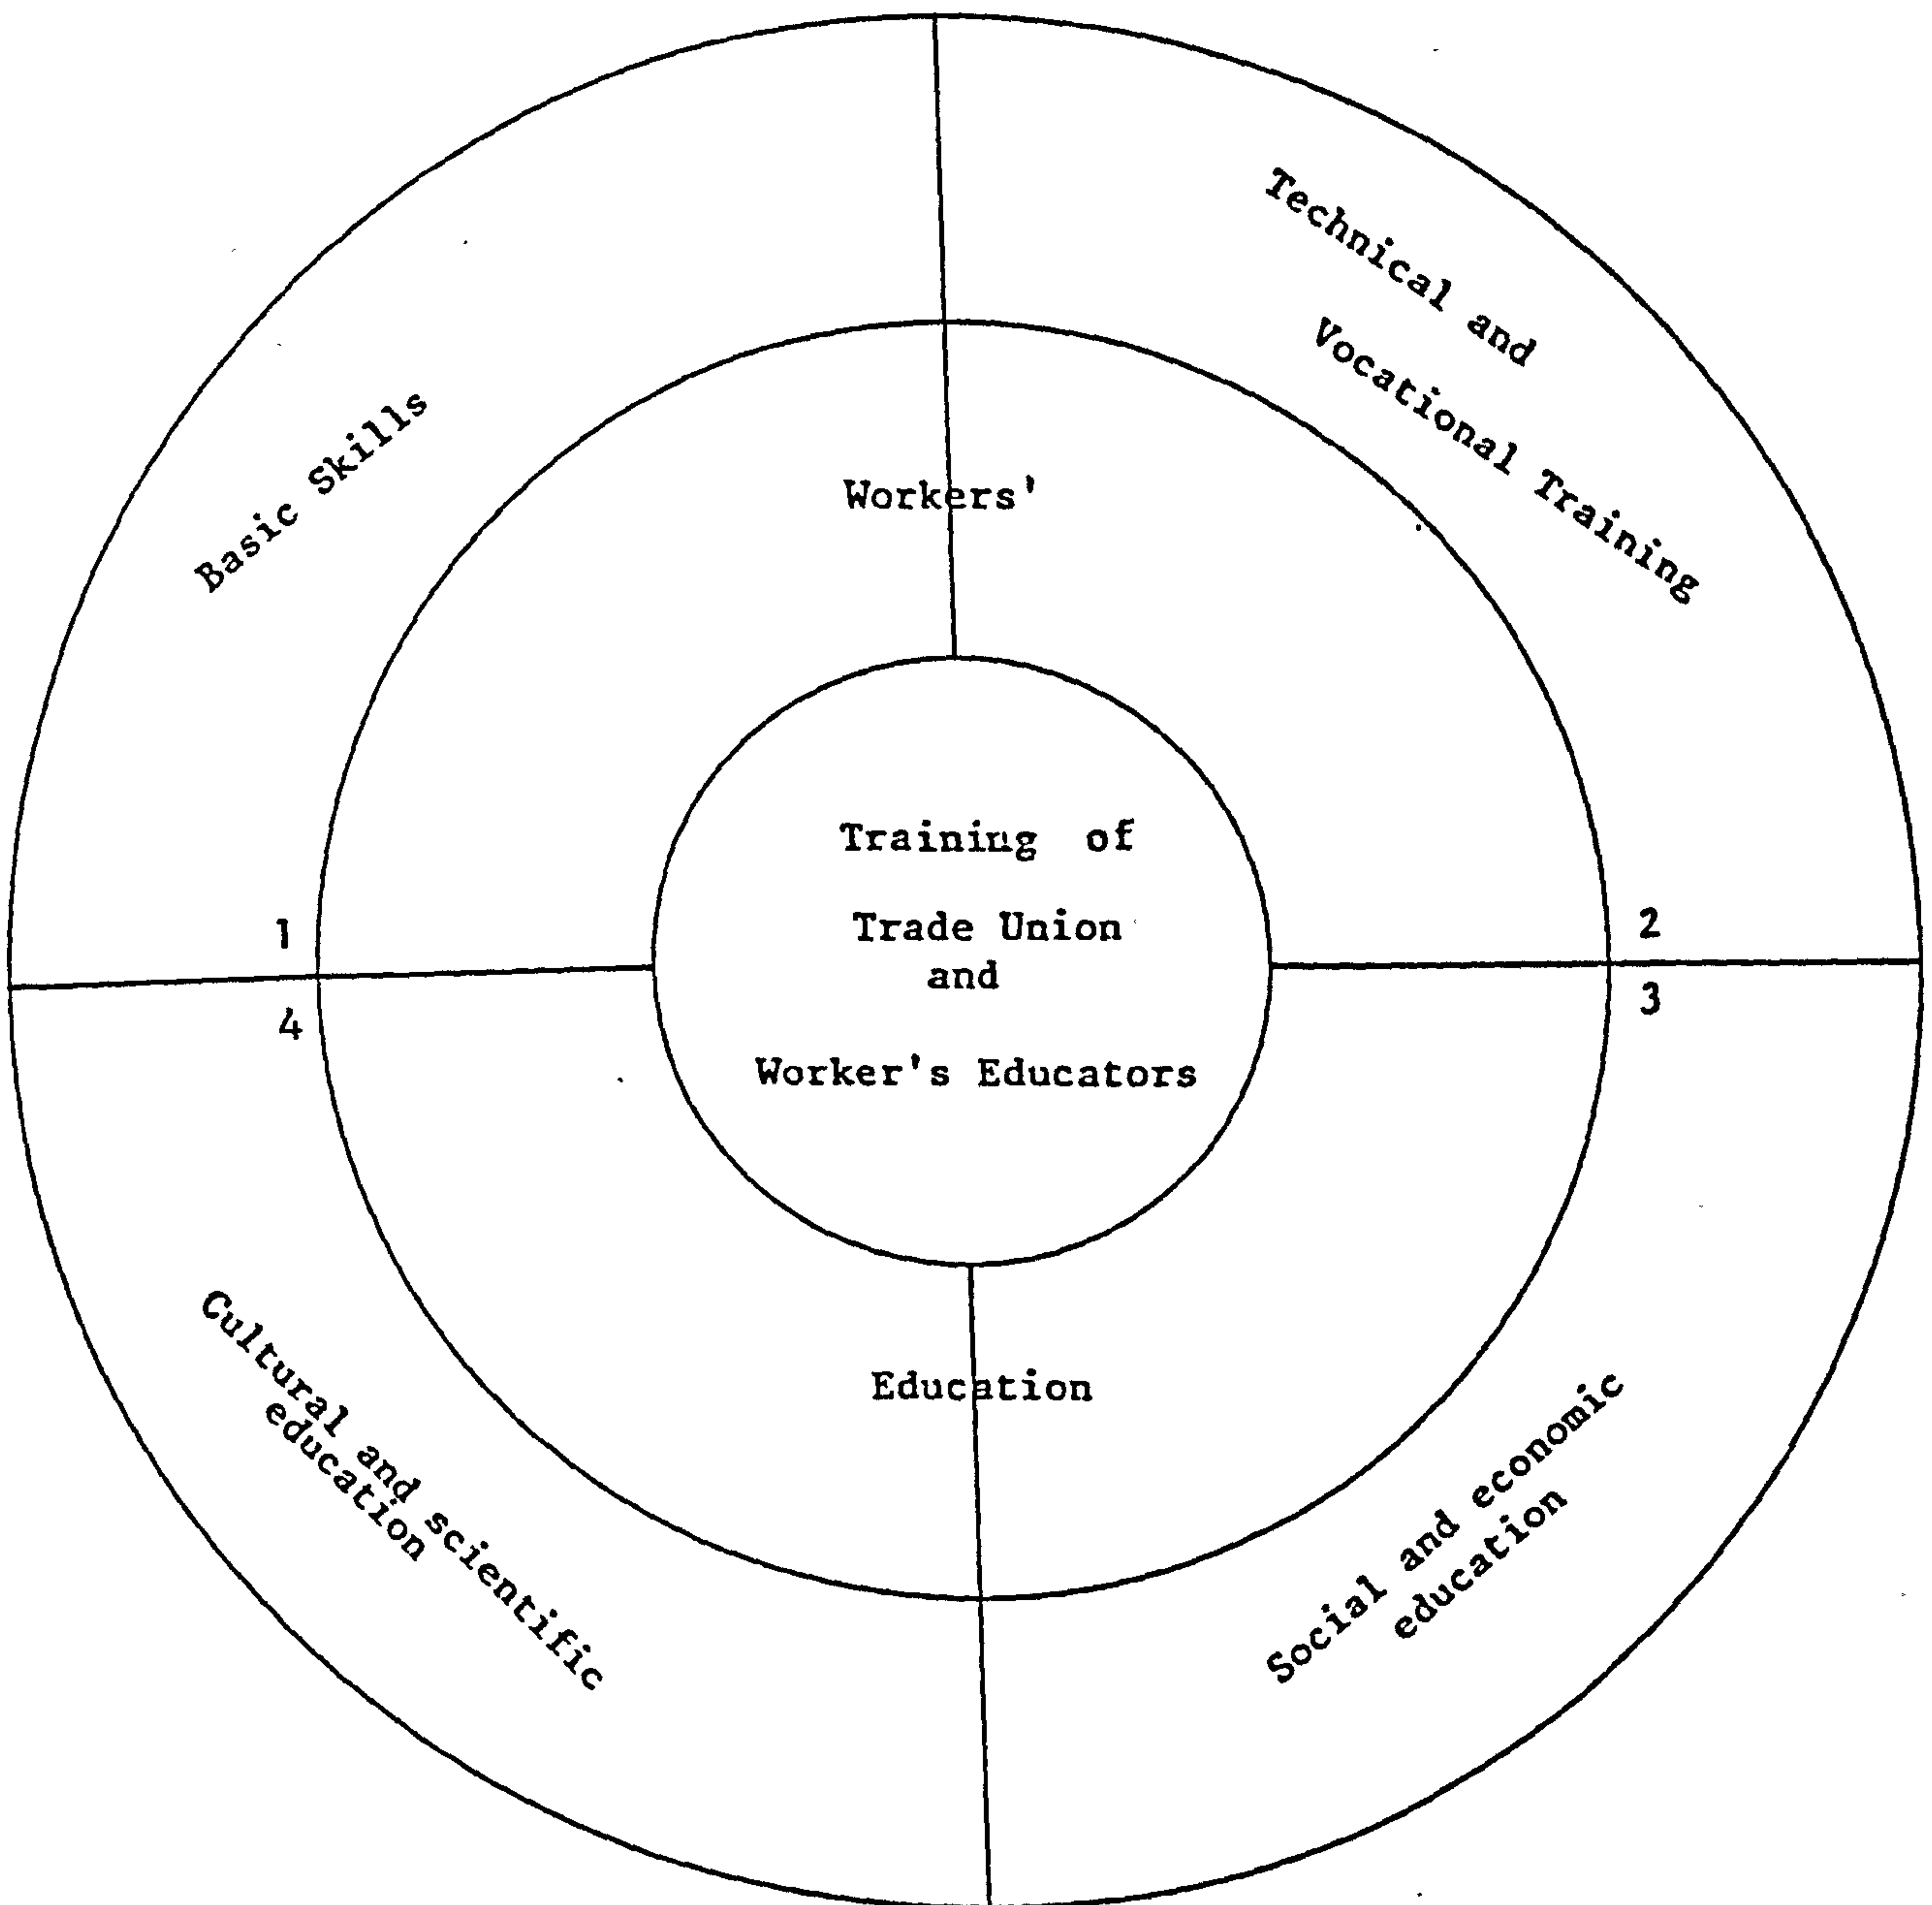 Basic Skills
Technical and
Vocational Training
Workers'
Training of
Trade Union
and
Worker's Educators
1
2
4
3
Education
Cultural and scientific
education
Social and economic
education